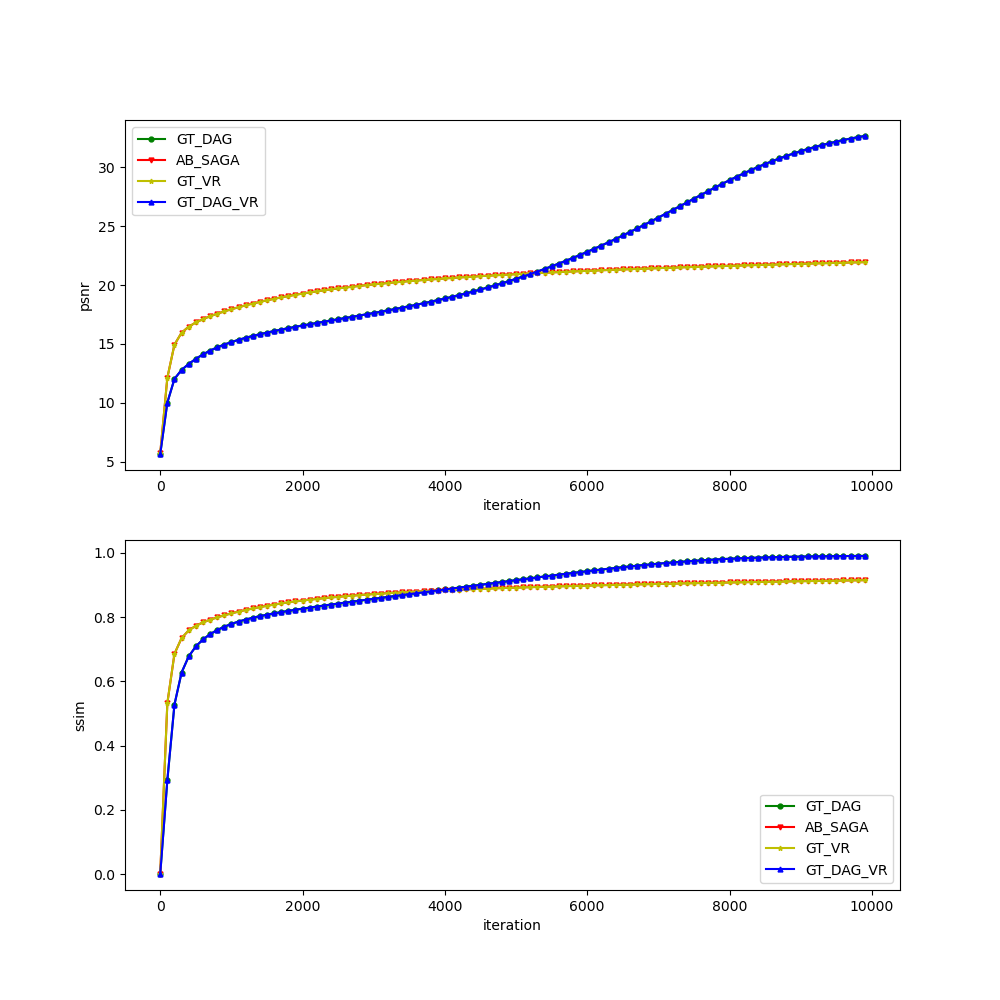 GT_DAG
AB_SAGA
GT_VR
GT_DAG_VR
psnr
30
25
20
15
10
5
0 2000 4000 6000 8000 10000
iteration
ssim
1.0
0.8
0.6
0.4
0.2
0.0
GT_DAG
AB_SAGA
GT_VR
GT_DAG_VR
0 2000 4000 6000 8000 10000
iteration